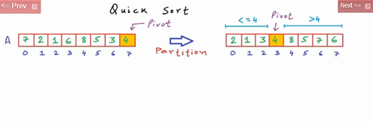 << Prev
Quick Sort
Next >>
Pivot
<=4
Pivot
>4
A
7 2 1 6 8 5 3 4
2 1 3 4 8 5 7 6
0 1 2 3 4 5 6 7
Partition
0 1 2 3 4 5 6 7